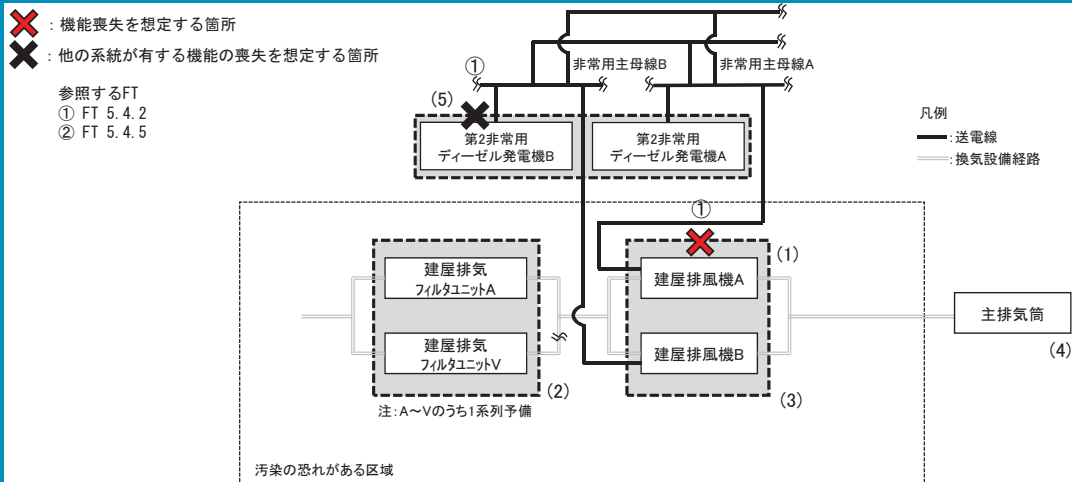 ：機能喪失を想定する箇所
：他の系統が有する機能の喪失を想定する箇所
参照するFT
① FT 5.4.2
② FT 5.4.5
①
非常用主母線B
非常用主母線A
(5)
第2非常用
ディーゼル発電機B
第2非常用
ディーゼル発電機A
凡例
:送電線
:換気設備経路
①
(1)
建屋排気
フィルタユニットA
建屋排風機A
主排気筒
(4)
建屋排気
フィルタユニットV
建屋排風機B
(2)
(3)
注:A～Vのうち1系列予備
汚染の恐れがある区域